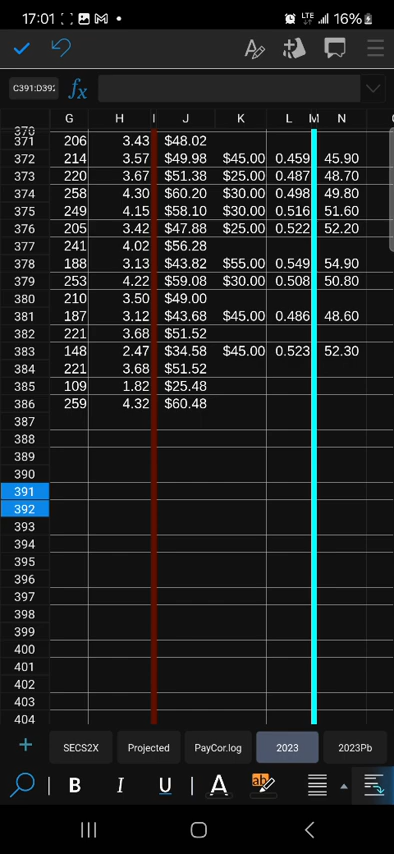 17:01 LTE 16%
C391:D392 fx
G H I J K L M N
370
371 206 3.43 $48.02
372 214 3.57 $49.98 $45.00 0.459 45.90
373 220 3.67 $51.38 $25.00 0.487 48.70
374 258 4.30 $60.20 $30.00 0.498 49.80
375 249 4.15 $58.10 $30.00 0.516 51.60
376 205 3.42 $47.88 $25.00 0.522 52.20
377 241 4.02 $56.28
378 188 3.13 $43.82 $55.00 0.549 54.90
379 253 4.22 $59.08 $30.00 0.508 50.80
380 210 3.50 $49.00
381 187 3.12 $43.68 $45.00 0.486 48.60
382 221 3.68 $51.52
383 148 2.47 $34.58 $45.00 0.523 52.30
384 221 3.68 $51.52
385 109 1.82 $25.48
386 259 4.32 $60.48
387
388
389
390
391
392
393
394
395
396
397
398
399
400
401
402
403
404
+ SECS2X Projected PayCor.log 2023 2023Pb
B I U A ab